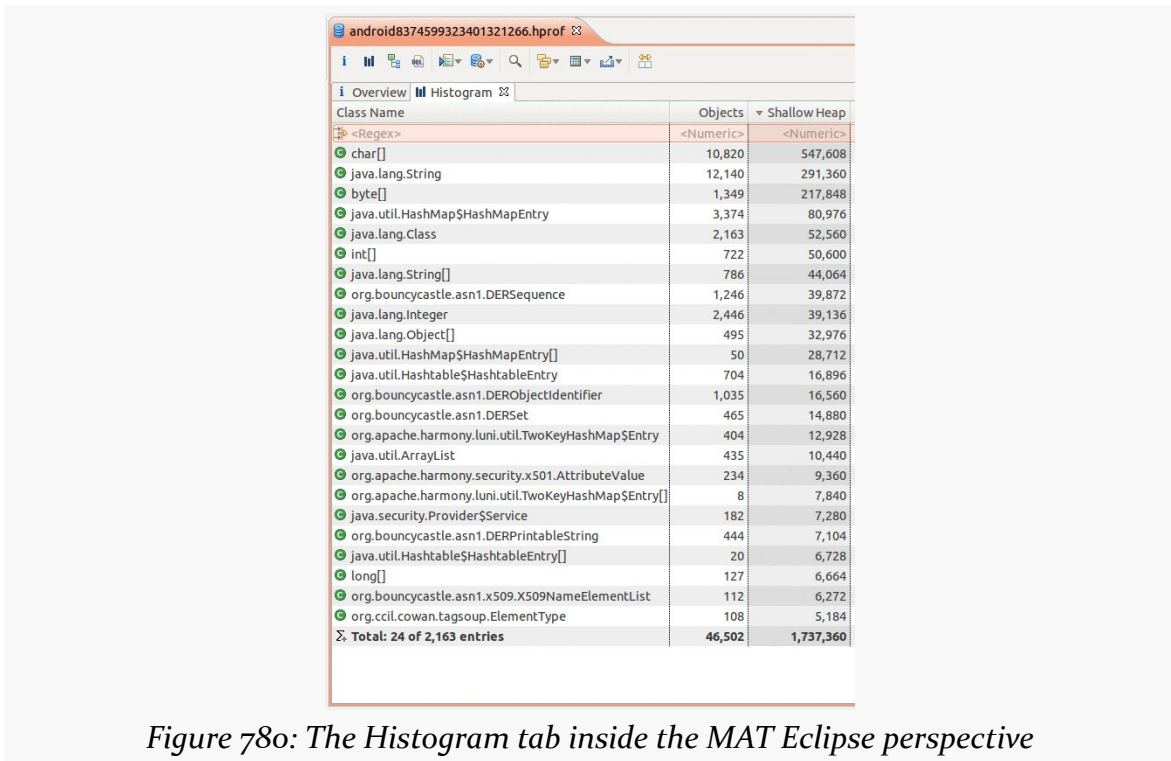 android8374599323401321266.hprof
i Overview Histogram
Class Name Objects Shallow Heap
<Regex> <Numeric> <Numeric>
char[] 10,820 547,608
java.lang.String 12,140 291,360
byte[] 1,349 217,848
java.util.HashMap$HashMapEntry 3,374 80,976
java.lang.Class 2,163 52,560
int[] 722 50,600
java.lang.String[] 786 44,064
org.bouncycastle.asn1.DERSequence 1,246 39,872
java.lang.Integer 2,446 39,136
java.lang.Object[] 495 32,976
java.util.HashMap$HashMapEntry[] 50 28,712
java.util.Hashtable$HashtableEntry 704 16,896
org.bouncycastle.asn1.DERObjectIdentifier 1,035 16,560
org.bouncycastle.asn1.DERSet 465 14,880
org.apache.harmony.luni.util.TwoKeyHashMap$Entry 404 12,928
java.util.ArrayList 435 10,440
org.apache.harmony.security.x501.AttributeValue 234 9,360
org.apache.harmony.luni.util.TwoKeyHashMap$Entry[] 8 7,840
java.security.Provider$Service 182 7,280
org.bouncycastle.asn1.DERPrintableString 444 7,104
java.util.Hashtable$HashtableEntry[] 20 6,728
long[] 127 6,664
org.bouncycastle.asn1.x509.X509NameElementList 112 6,272
org.ccil.cowan.tagsoup.ElementType 108 5,184
Σ Total: 24 of 2,163 entries 46,502 1,737,360
Figure 780: The Histogram tab inside the MAT Eclipse perspective